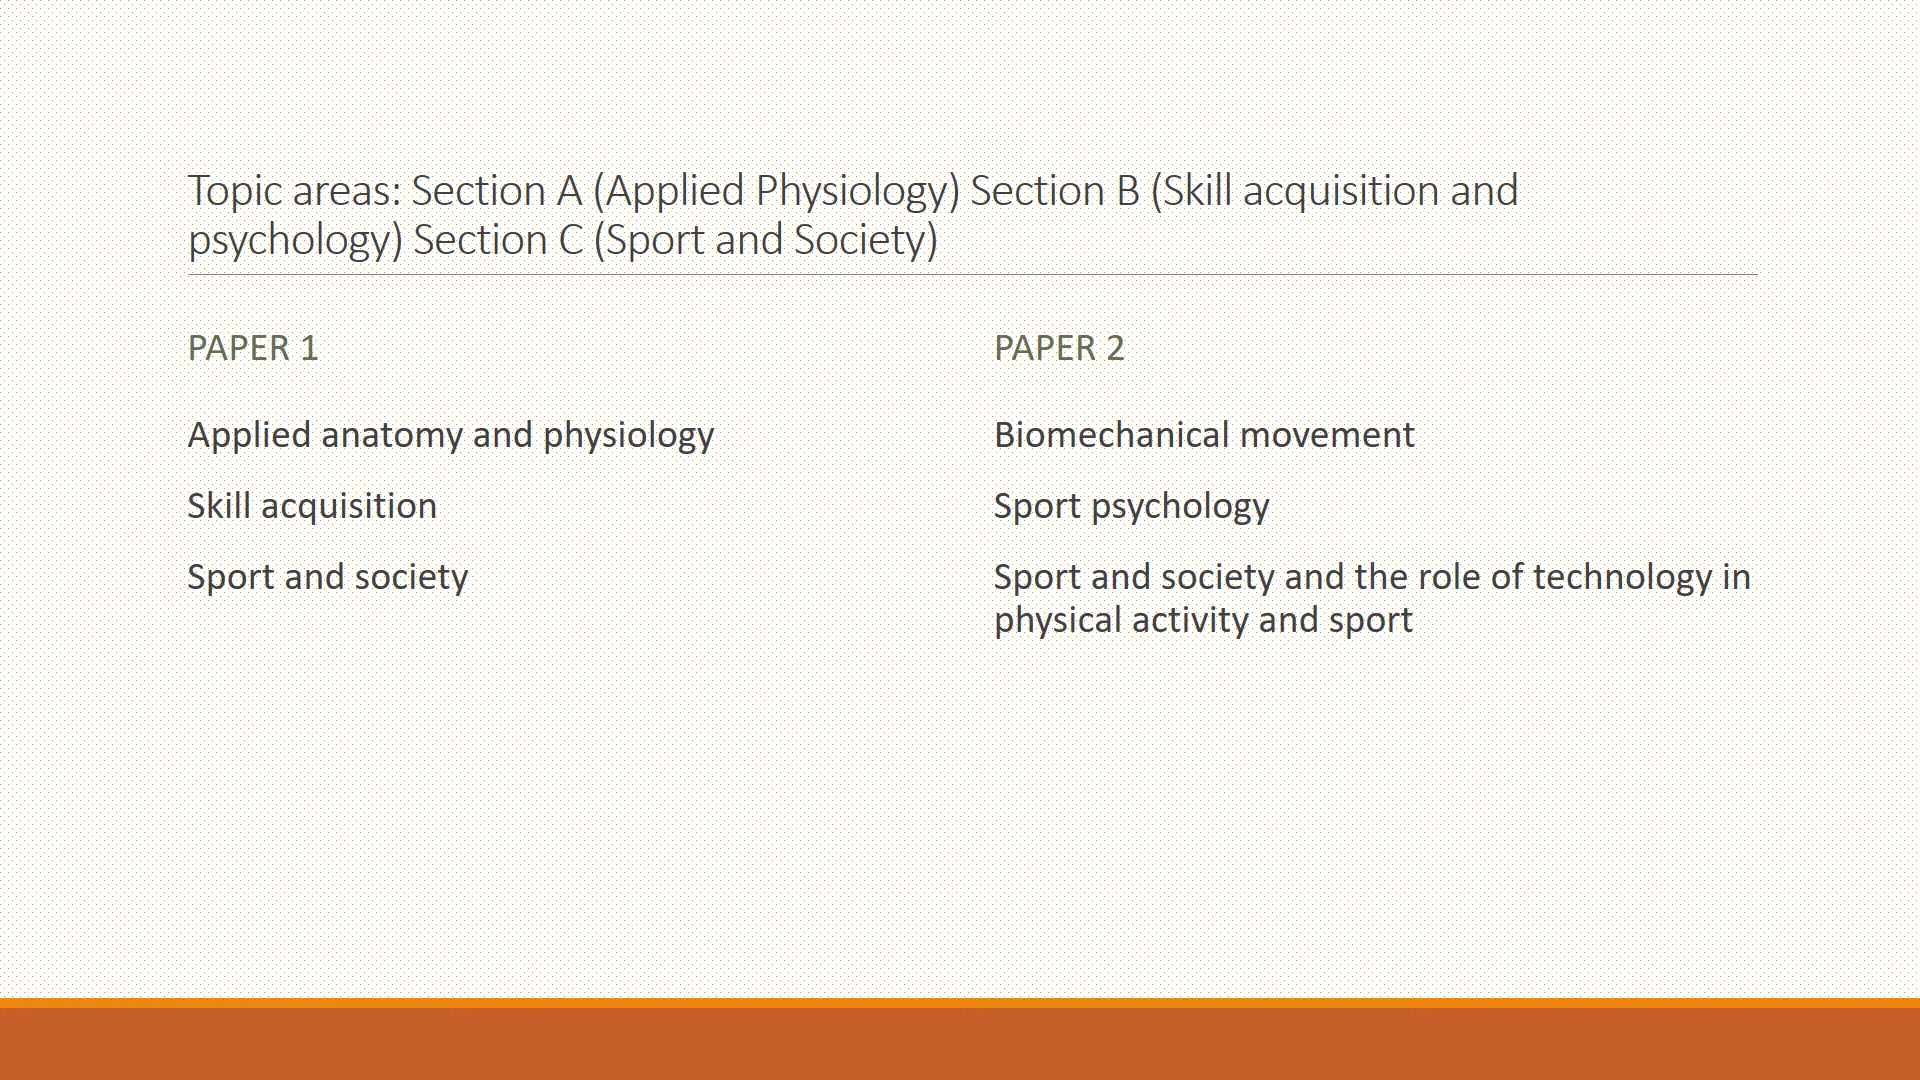 Topic areas: Section A (Applied Physiology) Section B (Skill acquisition and
psychology) Section C (Sport and Society)
PAPER 1
Applied anatomy and physiology
Skill acquisition
Sport and society
PAPER 2
Biomechanical movement
Sport psychology
Sport and society and the role of technology in
physical activity and sport